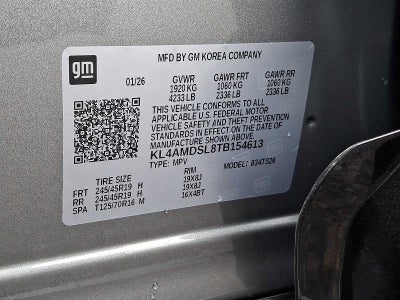 gm
MFD BY GM KOREA COMPANY
01/26 GVWR GAWR FRT GAWR RR
1920 KG 1060 KG 1060 KG
4233 LB 2336 LB 2336 LB
THIS VEHICLE CONFORMS TO ALL
APPLICABLE U.S. FEDERAL MOTOR
VEHICLE SAFETY AND THEFT PREVENTION
STANDARDS IN EFFECT ON THE DATE OF
MANUFACTURE SHOWN ABOVE.
KL4AMDSL8TB154613
TYPE: MPV MODEL: B34TS26
TIRE SIZE RIM
FRT 245/45R19 H 19X8J
RR 245/45R19 H 19X8J
SPA T125/70R16 M 16X4BT